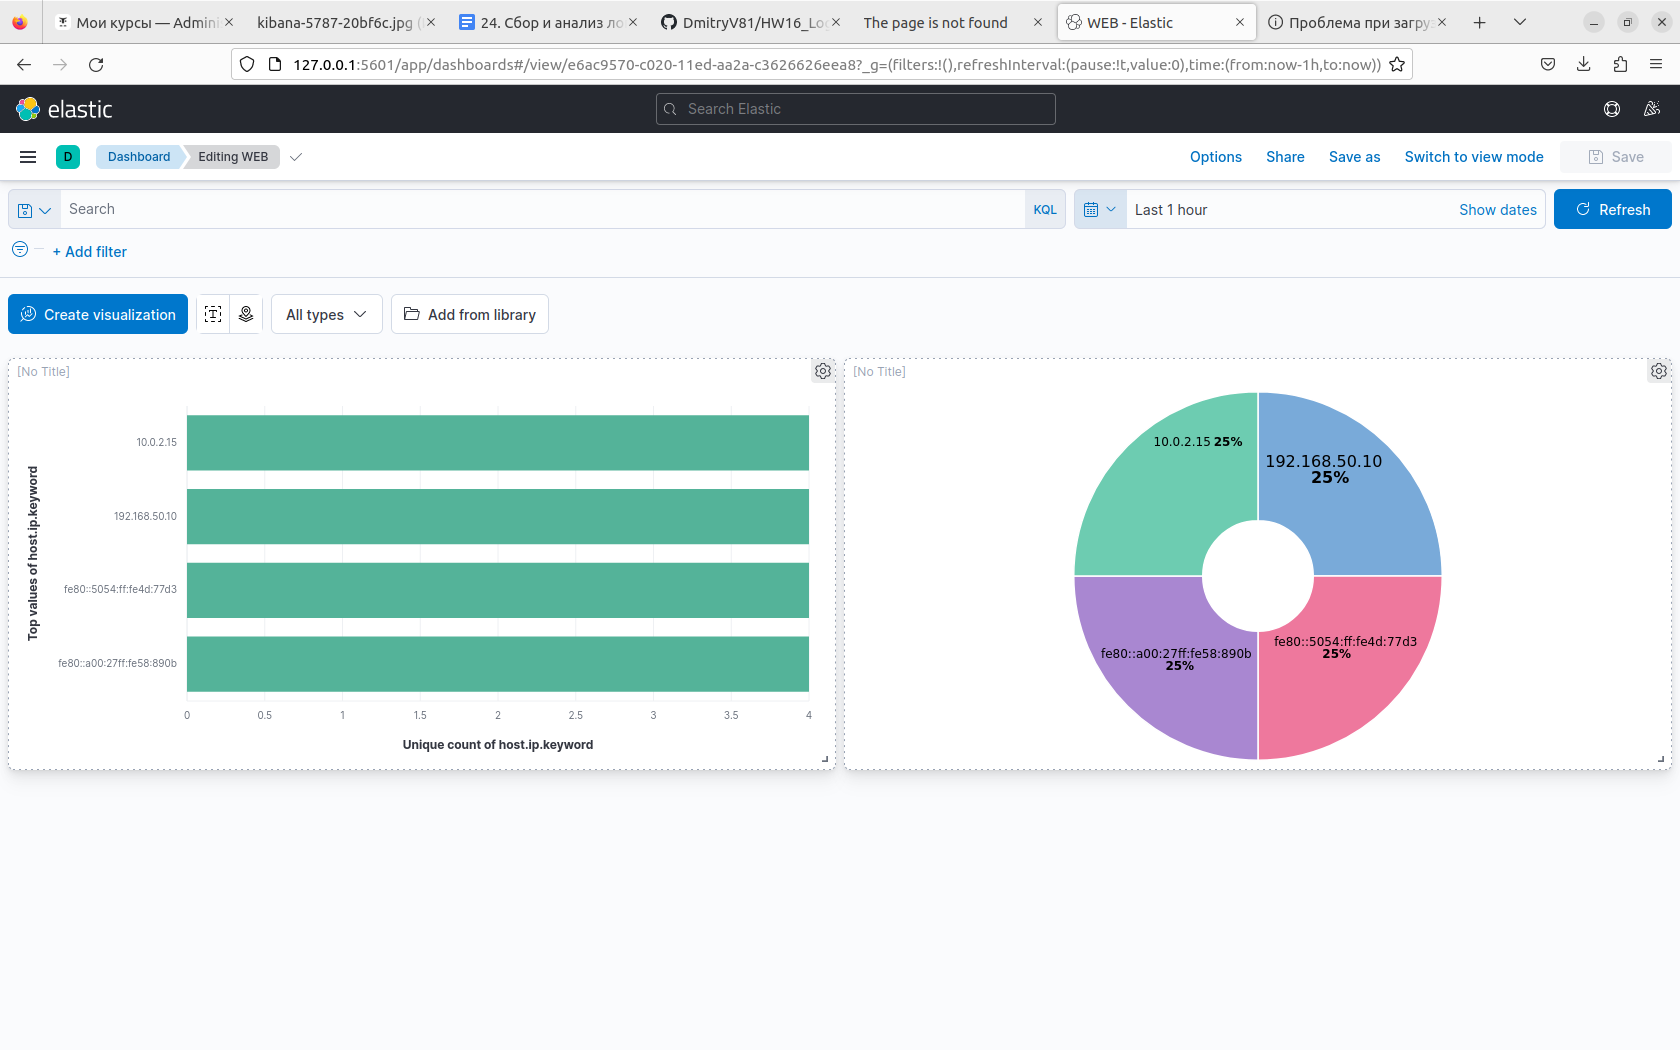 Мои курсы — Админи
kibana-5787-20bf6c.jpg (
24. Сбор и анализ ло
DmitryV81/HW16_Lo
The page is not found
WEB - Elastic
Проблема при загру
127.0.0.1:5601/app/dashboards#/view/e6ac9570-c020-11ed-aa2a-c3626626eea8?_g=(filters:!(),refreshInterval:(pause:!t,value:0),time:(from:now-1h,to:now))
elastic
Search Elastic
D
Dashboard
Editing WEB
Options
Share
Save as
Switch to view mode
Save
Search
KQL
Last 1 hour
Show dates
Refresh
+ Add filter
Create visualization
All types
Add from library
[No Title]
Top values of host.ip.keyword
10.0.2.15
192.168.50.10
fe80::5054:ff:fe4d:77d3
fe80::a00:27ff:fe58:890b
0 0.5 1 1.5 2 2.5 3 3.5 4
Unique count of host.ip.keyword
[No Title]
10.0.2.15 25%
192.168.50.10
25%
fe80::a00:27ff:fe58:890b
25%
fe80::5054:ff:fe4d:77d3
25%